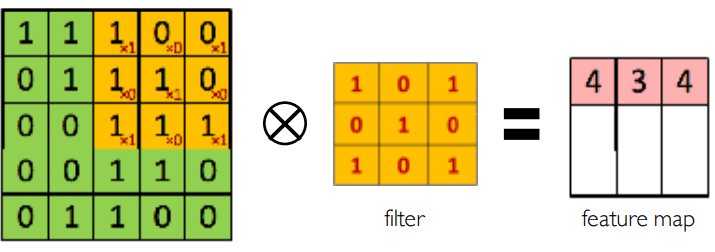 1 1 1×1 0×0 0×1
0 1 1×0 1×1 0×0
0 0 1×1 1×0 1×1
0 0 1 1 0
0 1 1 0 0
⊗
1 0 1
0 1 0
1 0 1
filter
=
4 3 4
feature map